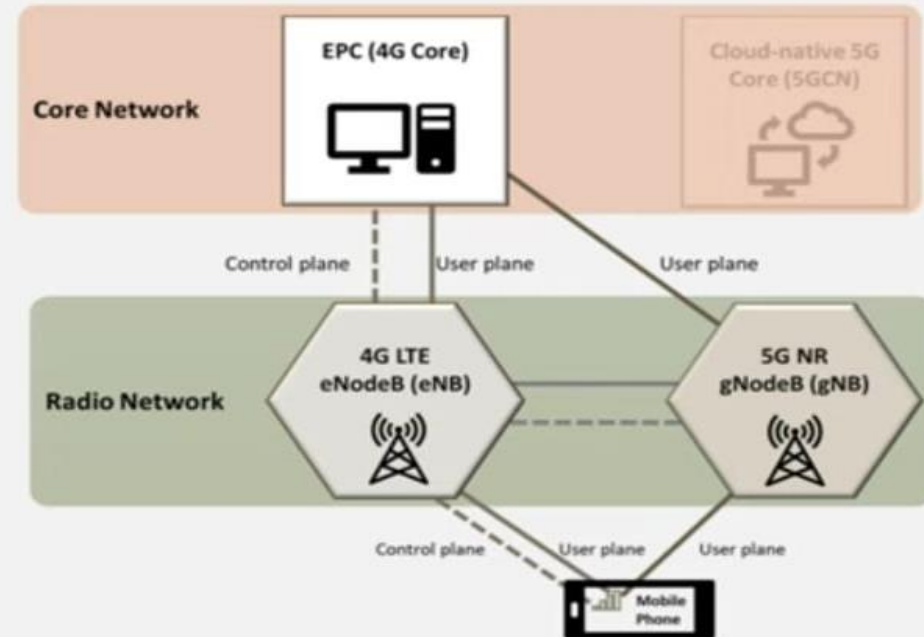 EPC (4G Core)
Cloud-native 5G
Core (5GCN)
Core Network
Control plane
User plane
User plane
4G LTE
eNodeB (eNB)
5G NR
gNodeB (gNB)
Radio Network
Control plane
User plane
User plane
Mobile
Phone